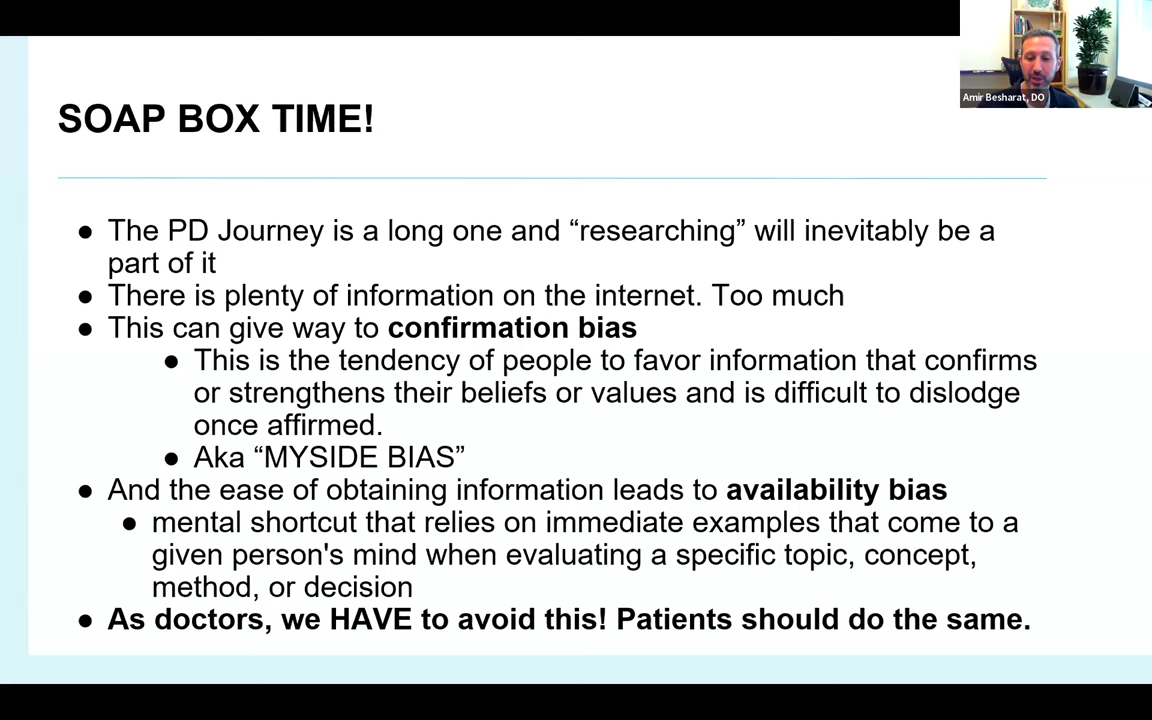 SOAP BOX TIME!
Amir Besharat, DO
● The PD Journey is a long one and “researching” will inevitably be a
part of it
● There is plenty of information on the internet. Too much
● This can give way to confirmation bias
● This is the tendency of people to favor information that confirms
or strengthens their beliefs or values and is difficult to dislodge
once affirmed.
● Aka “MYSIDE BIAS”
● And the ease of obtaining information leads to availability bias
● mental shortcut that relies on immediate examples that come to a
given person's mind when evaluating a specific topic, concept,
method, or decision
● As doctors, we HAVE to avoid this! Patients should do the same.